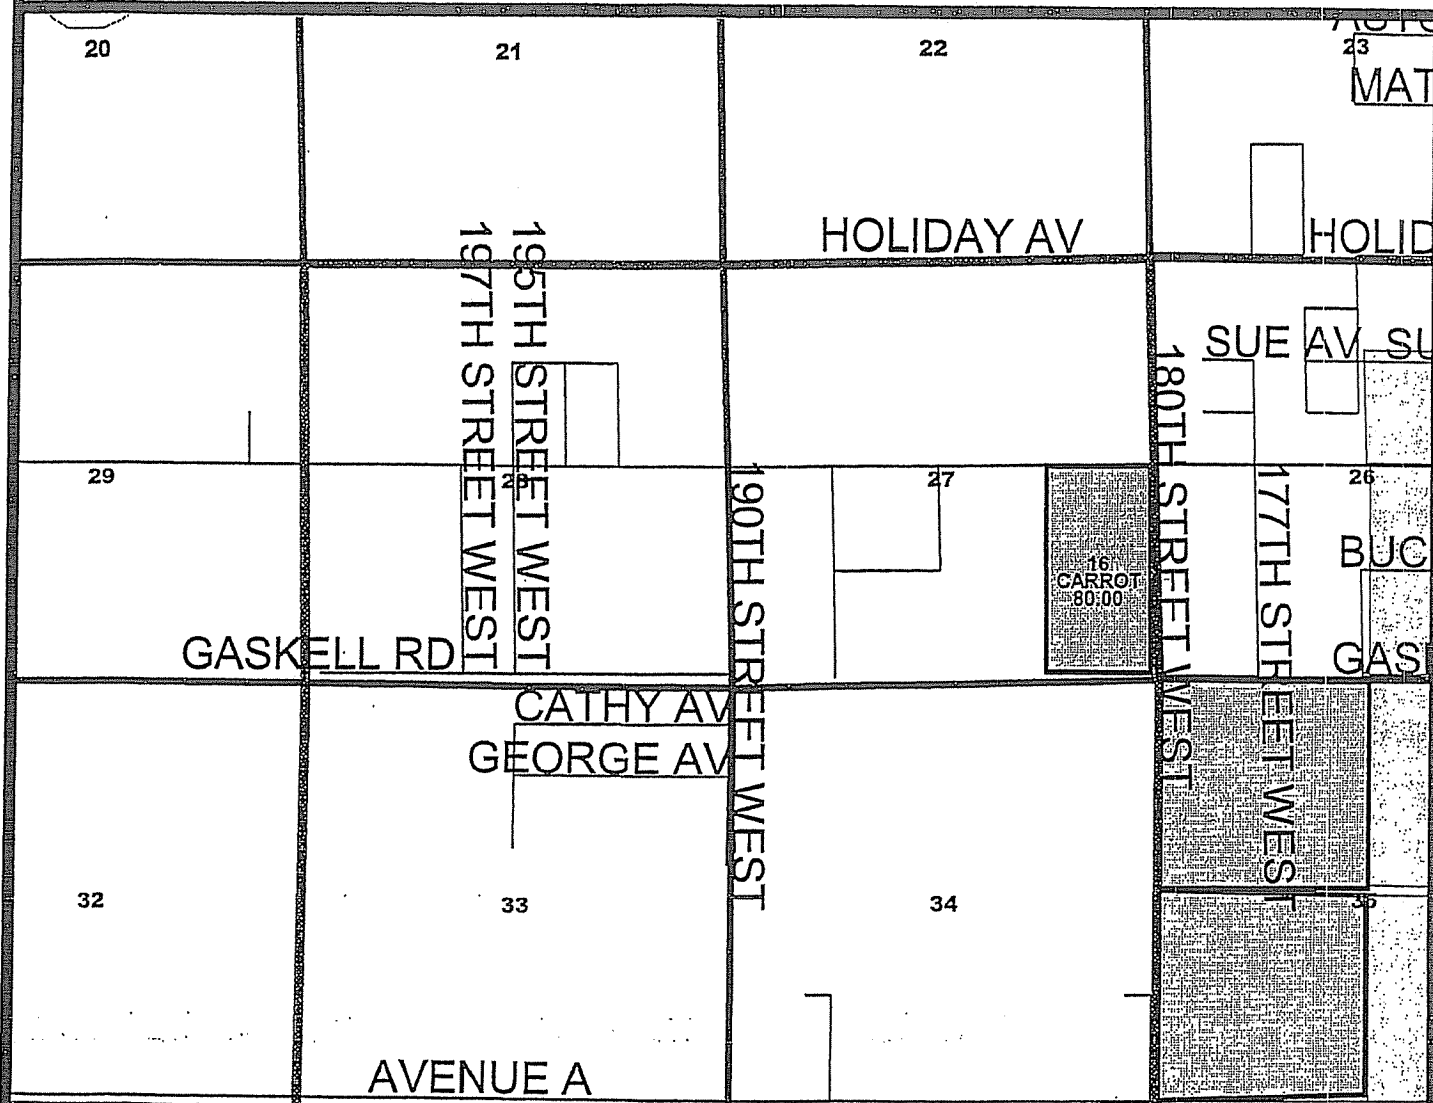 20
21
22
23
MAT
HOLIDAY AV
HOLID
197TH STREET WEST
195TH STREET WEST
SUE AV
SU
180TH STREET WEST
29
28
27
26
190TH STREET WEST
177TH STREET WEST
16
CARROT
80.00
BUC
GASKELL RD
GAS
CATHY AV
GEORGE AV
32
33
34
35
AVENUE A